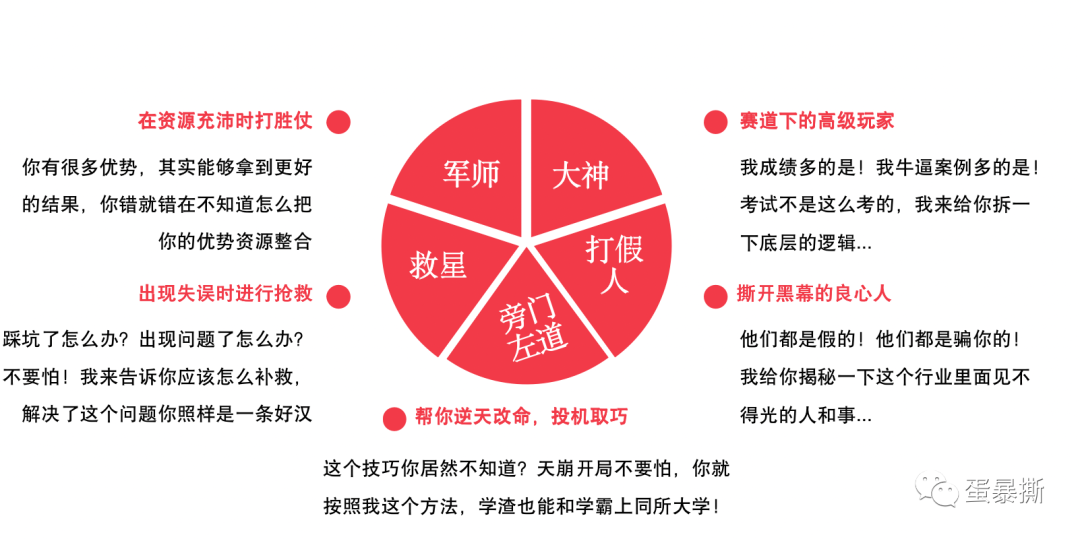 在资源充沛时打胜仗
你有很多优势，其实能够拿到更好
的结果，你错就错在不知道怎么把
你的优势资源整合
出现失误时进行抢救
踩坑了怎么办？出现问题了怎么办？
不要怕！我来告诉你应该怎么补救，
解决了这个问题你照样是一条好汉
军师
大神
救星
打假
人
旁门
左道
赛道下的高级玩家
我成绩多的是！我牛逼案例多的是！
考试不是这么考的，我来给你拆一
下底层的逻辑...
撕开黑幕的良心人
他们都是假的！他们都是骗你的！
我给你揭秘一下这个行业里面见不
得光的人和事...
帮你逆天改命，投机取巧
这个技巧你居然不知道？天崩开局不要怕，你就
按照我这个方法，学渣也能和学霸上同所大学！
蛋暴撕